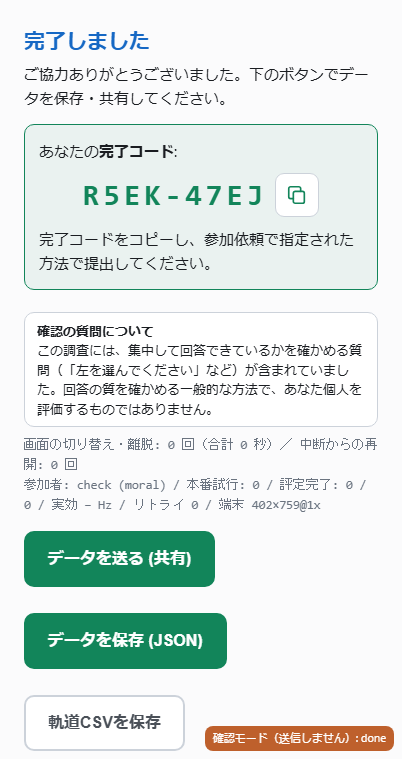 完了しました
ご協力ありがとうございました。下のボタンでデー
タを保存・共有してください。
あなたの完了コード:
R5EK-47EJ
完了コードをコピーし、参加依頼で指定された
方法で提出してください。
確認の質問について
この調査には、集中して回答できているかを確かめる質
問（「左を選んでください」など）が含まれていまし
た。回答の質を確かめる一般的な方法で、あなた個人を
評価するものではありません。
画面の切り替え・離脱: 0 回（合計 0 秒）／ 中断からの再
開: 0 回
参加者: check (moral) / 本番試行: 0 / 評定完了: 0 /
0 / 実効 – Hz / リトライ 0 / 端末 402×759@1x
データを送る (共有)
データを保存 (JSON)
軌道CSVを保存
確認モード（送信しません）: done